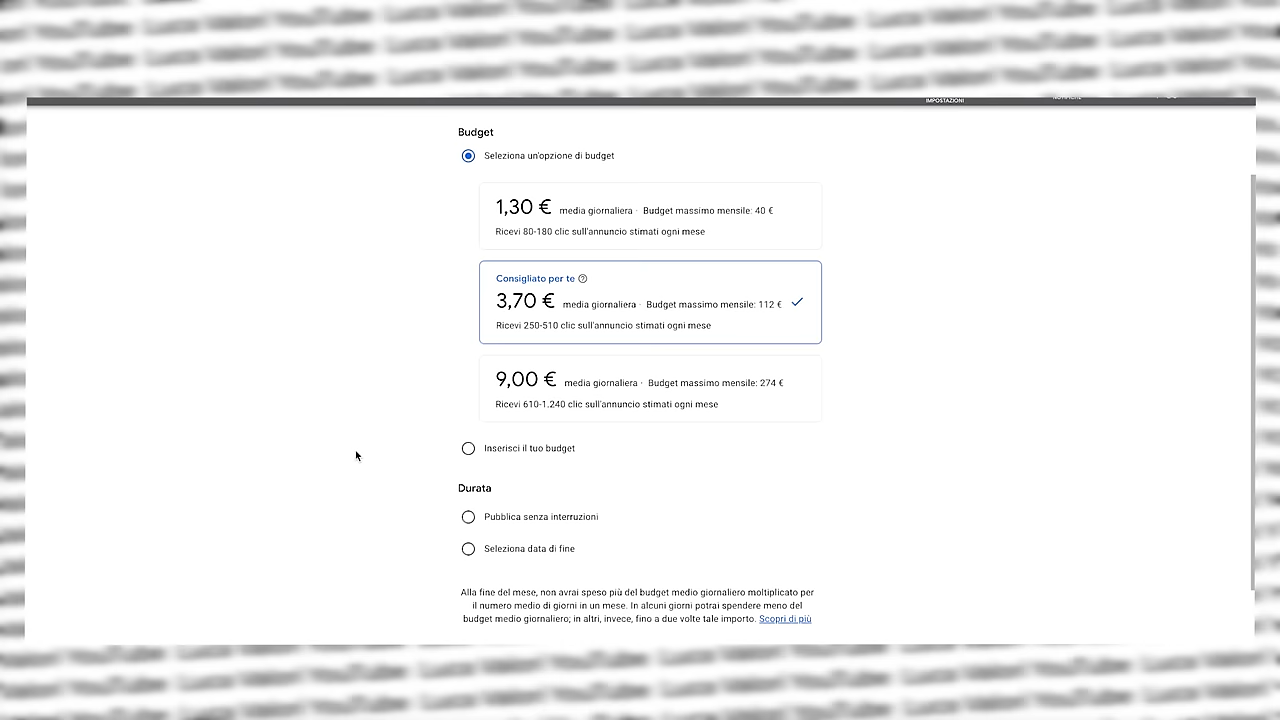 IMPOSTAZIONI
Budget
Seleziona un'opzione di budget
1,30 € media giornaliera · Budget massimo mensile: 40 €
Ricevi 80-180 clic sull'annuncio stimati ogni mese
Consigliato per te
3,70 € media giornaliera · Budget massimo mensile: 112 €
Ricevi 250-510 clic sull'annuncio stimati ogni mese
9,00 € media giornaliera · Budget massimo mensile: 274 €
Ricevi 610-1.240 clic sull'annuncio stimati ogni mese
Inserisci il tuo budget
Durata
Pubblica senza interruzioni
Seleziona data di fine
Alla fine del mese, non avrai speso più del budget medio giornaliero moltiplicato per
il numero medio di giorni in un mese. In alcuni giorni potrai spendere meno del
budget medio giornaliero; in altri, invece, fino a due volte tale importo. Scopri di più